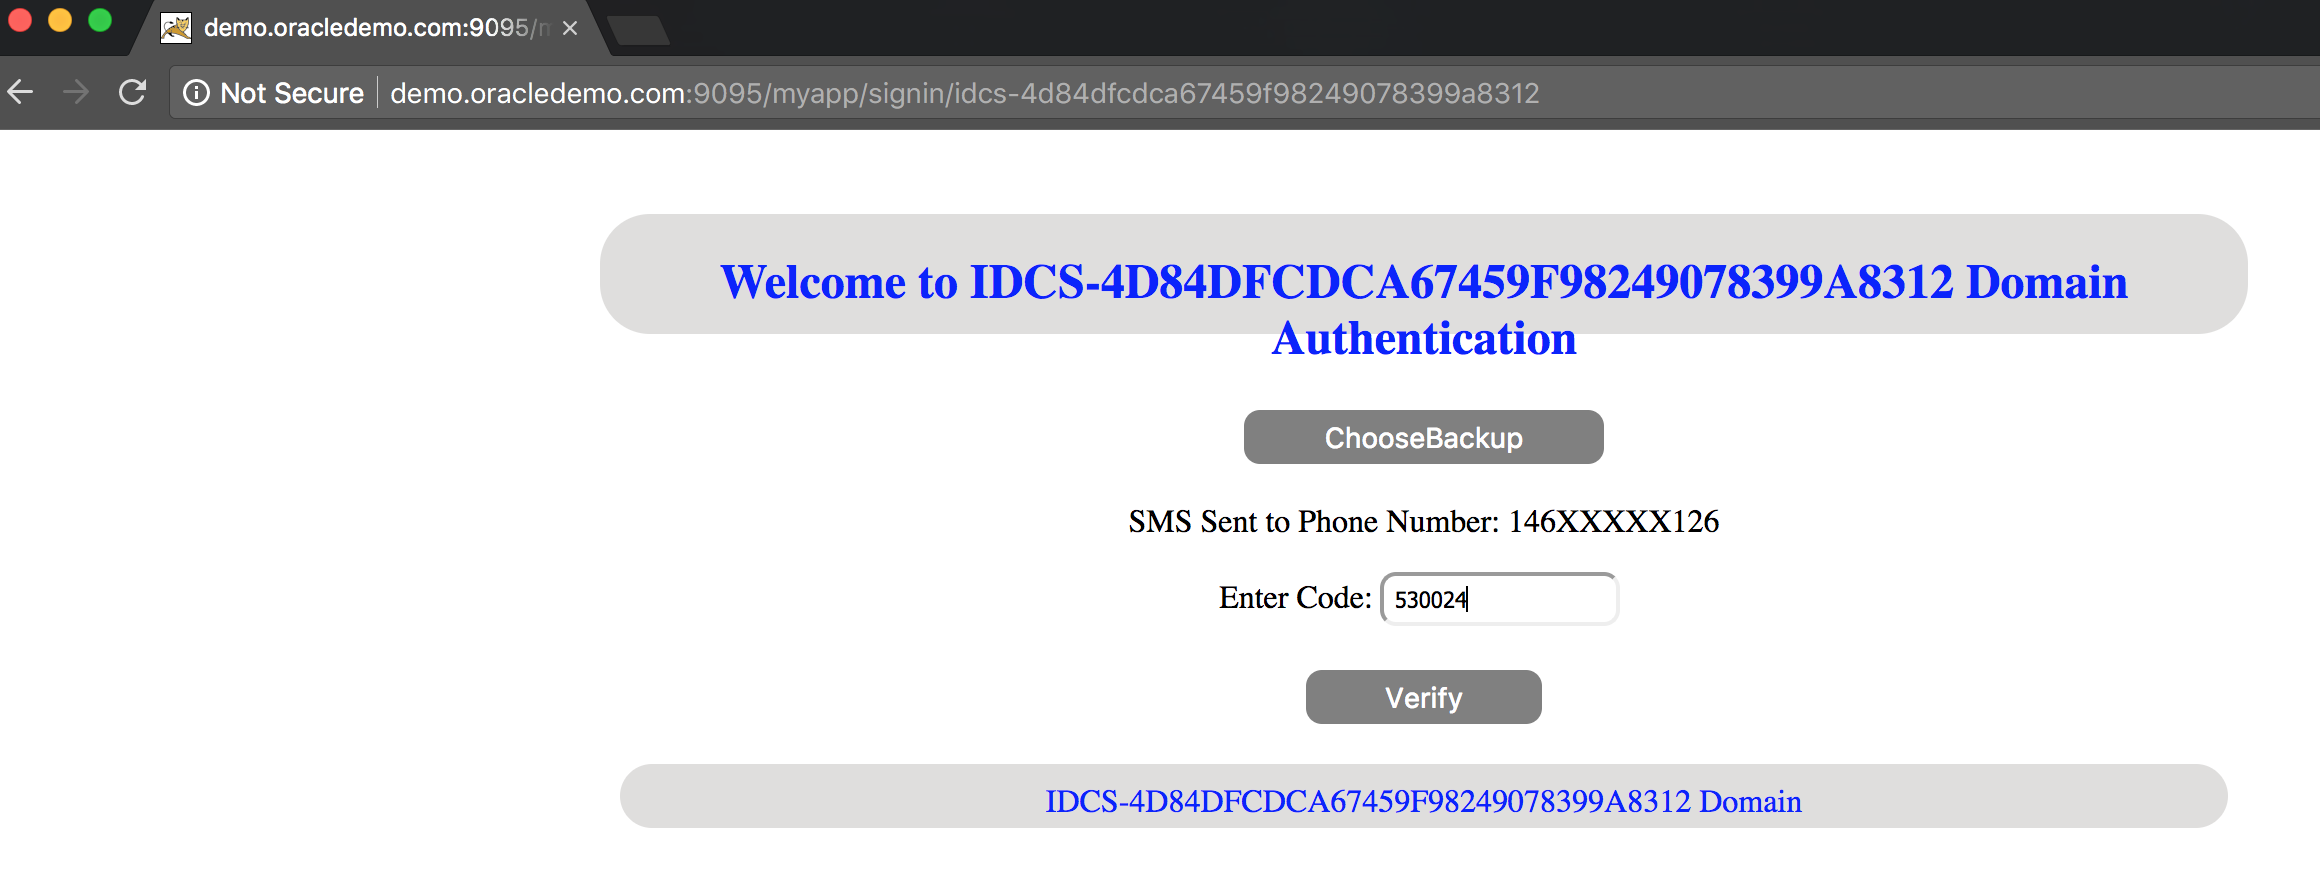 demo.oracledemo.com:9095/m
Not Secure demo.oracledemo.com:9095/myapp/signin/idcs-4d84dfcdca67459f98249078399a8312
Welcome to IDCS-4D84DFCDCA67459F98249078399A8312 Domain
Authentication
ChooseBackup
SMS Sent to Phone Number: 146XXXXX126
Enter Code: 530024
Verify
IDCS-4D84DFCDCA67459F98249078399A8312 Domain